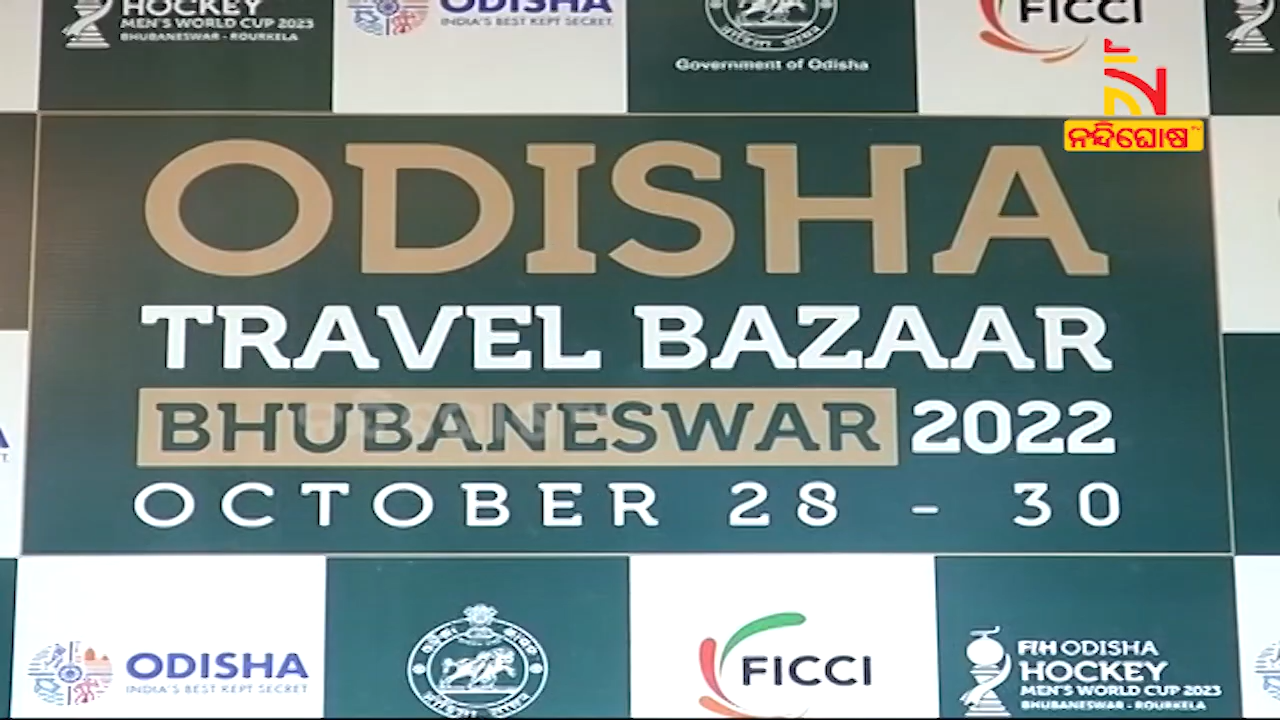 HOCKEY
MEN'S WORLD CUP 2023
BHUBANESWAR - ROURKELA
ODISHA
INDIA'S BEST KEPT SECRET
Government of Odisha
FICCI
ନନ୍ଦିଘୋଷ TV
ODISHA
TRAVEL BAZAAR
BHUBANESWAR 2022
OCTOBER 28 - 30
ODISHA
INDIA'S BEST KEPT SECRET
FICCI
FIH ODISHA
HOCKEY
MEN'S WORLD CUP 2023
BHUBANESWAR - ROURKELA